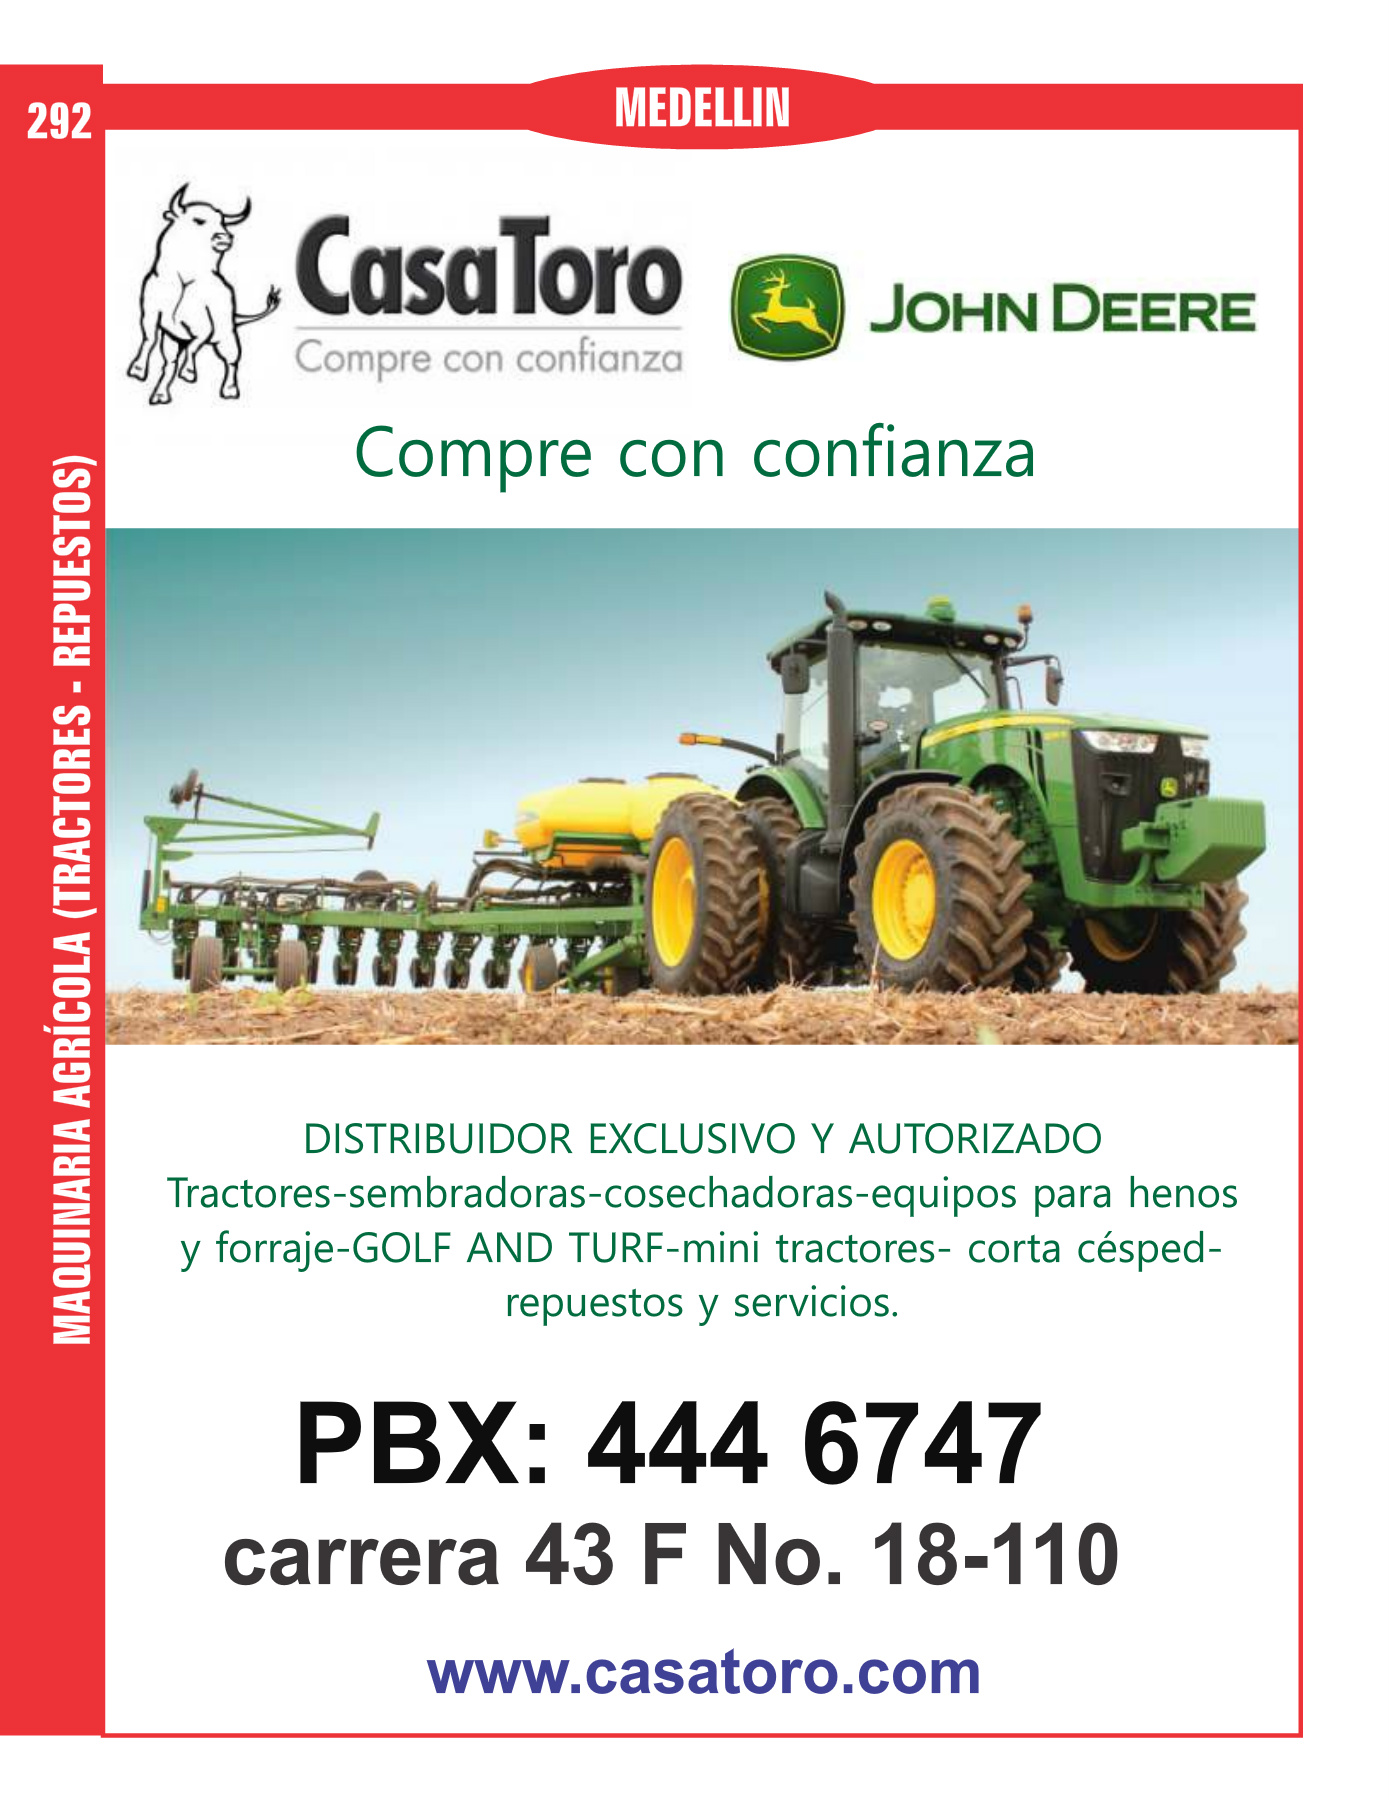 292
MEDELLIN
CasaToro
Compre con confianza
JOHN DEERE
Compre con confianza
MAQUINARIA AGRÍCOLA (TRACTORES - REPUESTOS)
DISTRIBUIDOR EXCLUSIVO Y AUTORIZADO
Tractores-sembradoras-cosechadoras-equipos para henos
y forraje-GOLF AND TURF-mini tractores- corta césped-
repuestos y servicios.
PBX: 444 6747
carrera 43 F No. 18-110
www.casatoro.com